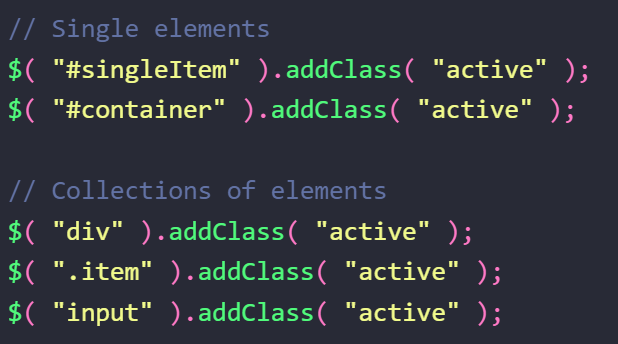 // Single elements
$( "#singleItem" ).addClass( "active" );
$( "#container" ).addClass( "active" );
// Collections of elements
$( "div" ).addClass( "active" );
$( ".item" ).addClass( "active" );
$( "input" ).addClass( "active" );